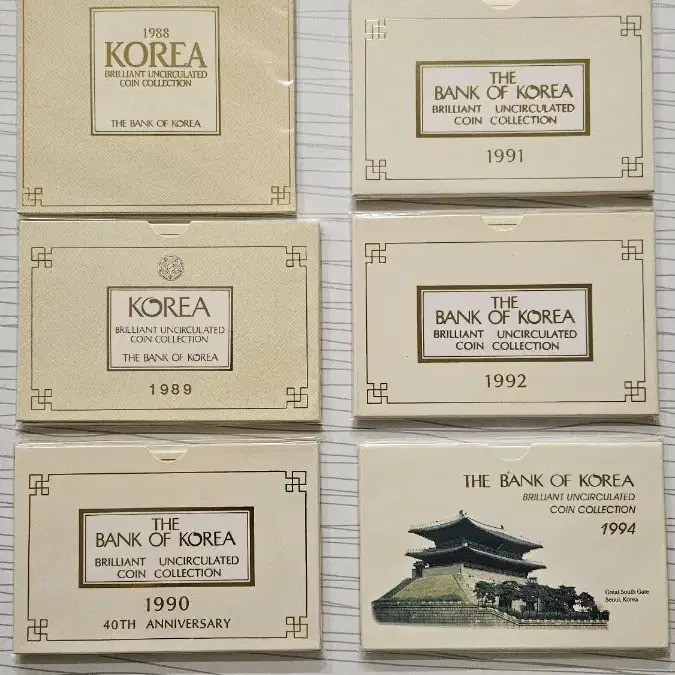 1988
KOREA
BRILLIANT UNCIRCULATED
COIN COLLECTION
THE BANK OF KOREA
THE
BANK OF KOREA
BRILLIANT UNCIRCULATED
COIN COLLECTION
1991
KOREA
BRILLIANT UNCIRCULATED
COIN COLLECTION
THE BANK OF KOREA
1989
THE
BANK OF KOREA
BRILLIANT UNCIRCULATED
COIN COLLECTION
1992
THE
BANK OF KOREA
BRILLIANT UNCIRCULATED
COIN COLLECTION
1990
40TH ANNIVERSARY
THE BANK OF KOREA
BRILLIANT UNCIRCULATED
COIN COLLECTION
1994
Great South Gate
Seoul, Korea